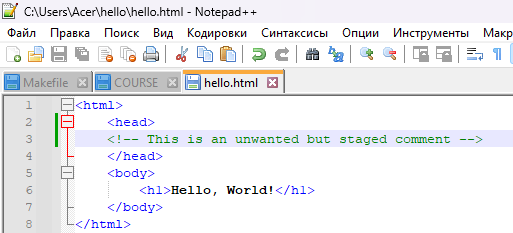 C:\Users\Acer\hello\hello.html - Notepad++
Файл Правка Поиск Вид Кодировки Синтаксисы Опции Инструменты Макр
Makefile COURSE hello.html
1 <html>
2 <head>
3 <!-- This is an unwanted but staged comment -->
4 </head>
5 <body>
6 <h1>Hello, World!</h1>
7 </body>
8 </html>